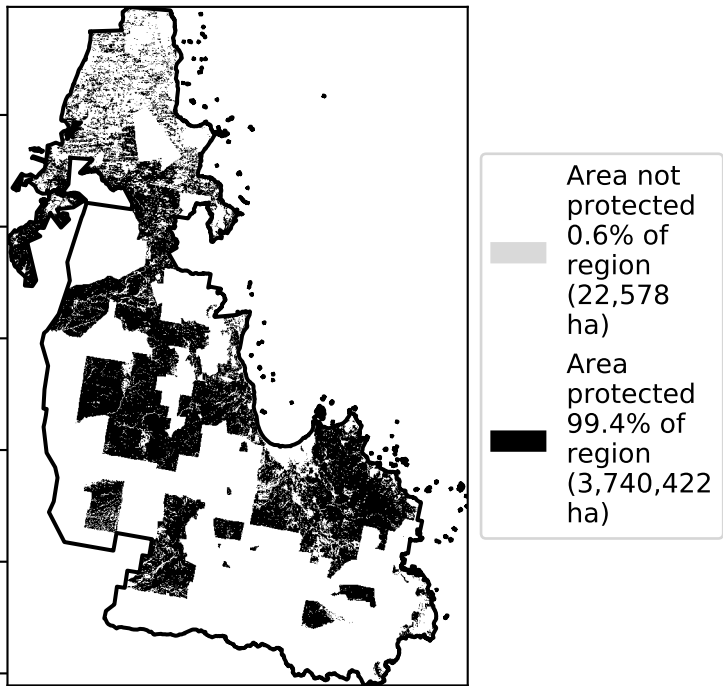 Area not
protected
0.6% of
region
(22,578
ha)
Area
protected
99.4% of
region
(3,740,422
ha)